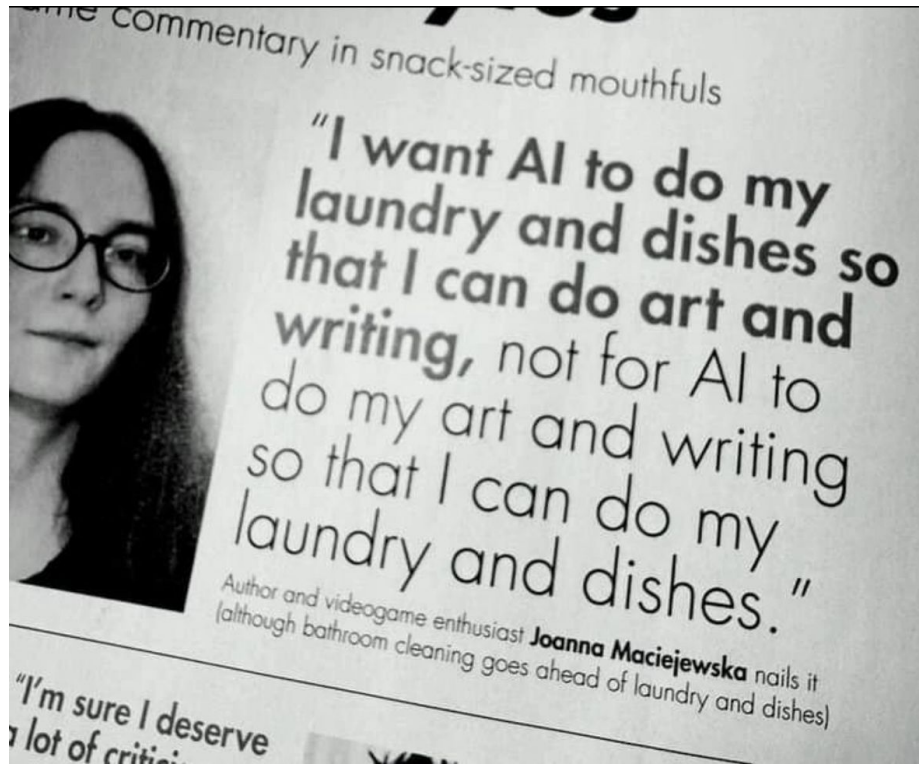 commentary in snack-sized mouthfuls
"I want AI to do my
laundry and dishes so
that I can do art and
writing, not for AI to
do my art and writing
so that I can do my
laundry and dishes."
Author and videogame enthusiast Joanna Maciejewska nails it
(although bathroom cleaning goes ahead of laundry and dishes)
"I'm sure I deserve
a lot of